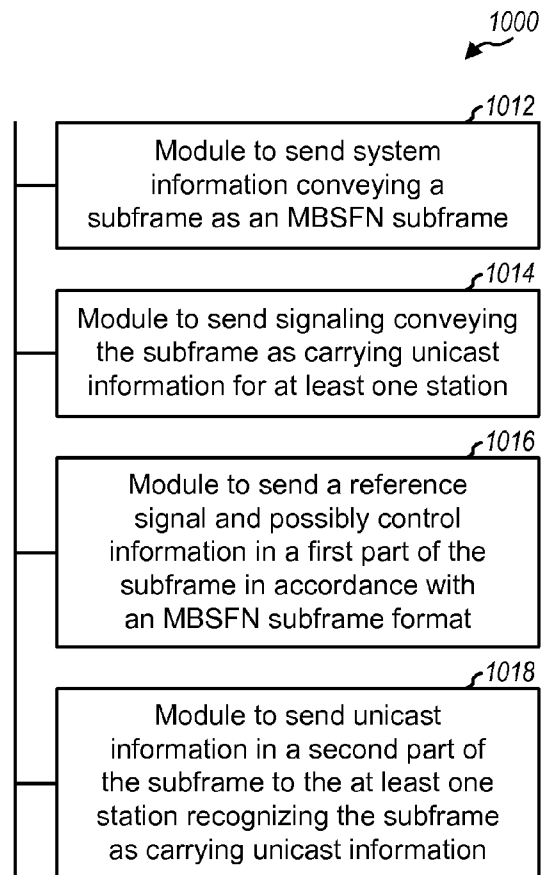 1000
1012
Module to send system
information conveying a
subframe as an MBSFN subframe
1014
Module to send signaling conveying
the subframe as carrying unicast
information for at least one station
1016
Module to send a reference
signal and possibly control
information in a first part of the
subframe in accordance with
an MBSFN subframe format
1018
Module to send unicast
information in a second part of
the subframe to the at least one
station recognizing the subframe
as carrying unicast information